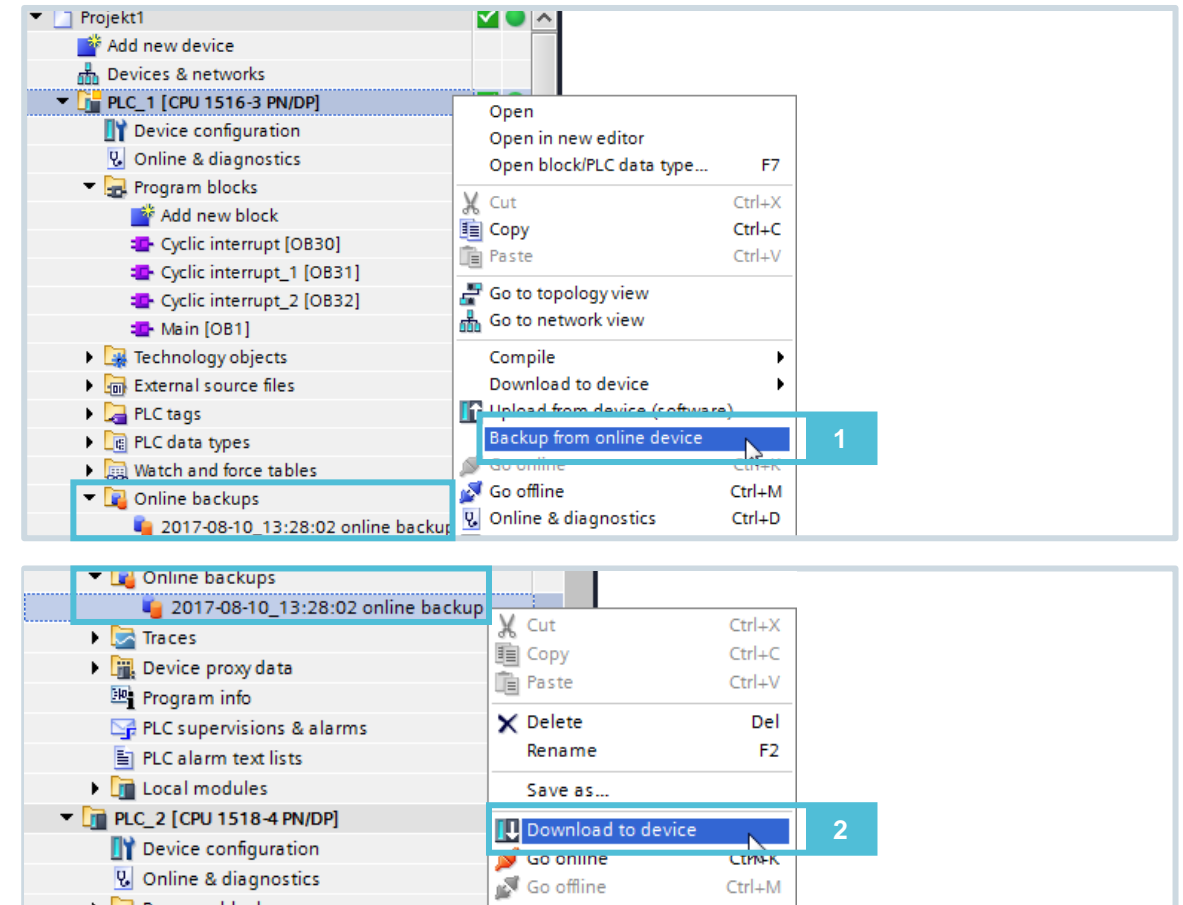 Projekt1
Add new device
Devices & networks
PLC_1 [CPU 1516-3 PN/DP]
Device configuration
Online & diagnostics
Program blocks
Add new block
Cyclic interrupt [OB30]
Cyclic interrupt_1 [OB31]
Cyclic interrupt_2 [OB32]
Main [OB1]
Technology objects
External source files
PLC tags
PLC data types
Watch and force tables
Online backups
2017-08-10_13:28:02 online backup
Open
Open in new editor
Open block/PLC data type... F7
Cut Ctrl+X
Copy Ctrl+C
Paste Ctrl+V
Go to topology view
Go to network view
Compile
Download to device
Upload from device (software)
Backup from online device
1
Go online Ctrl+K
Go offline Ctrl+M
Online & diagnostics Ctrl+D
Online backups
2017-08-10_13:28:02 online backup
Traces
Device proxy data
Program info
PLC supervisions & alarms
PLC alarm text lists
Local modules
PLC_2 [CPU 1518-4 PN/DP]
Device configuration
Online & diagnostics
Cut Ctrl+X
Copy Ctrl+C
Paste Ctrl+V
Delete Del
Rename F2
Save as...
Download to device
2
Go online Ctrl+K
Go offline Ctrl+M